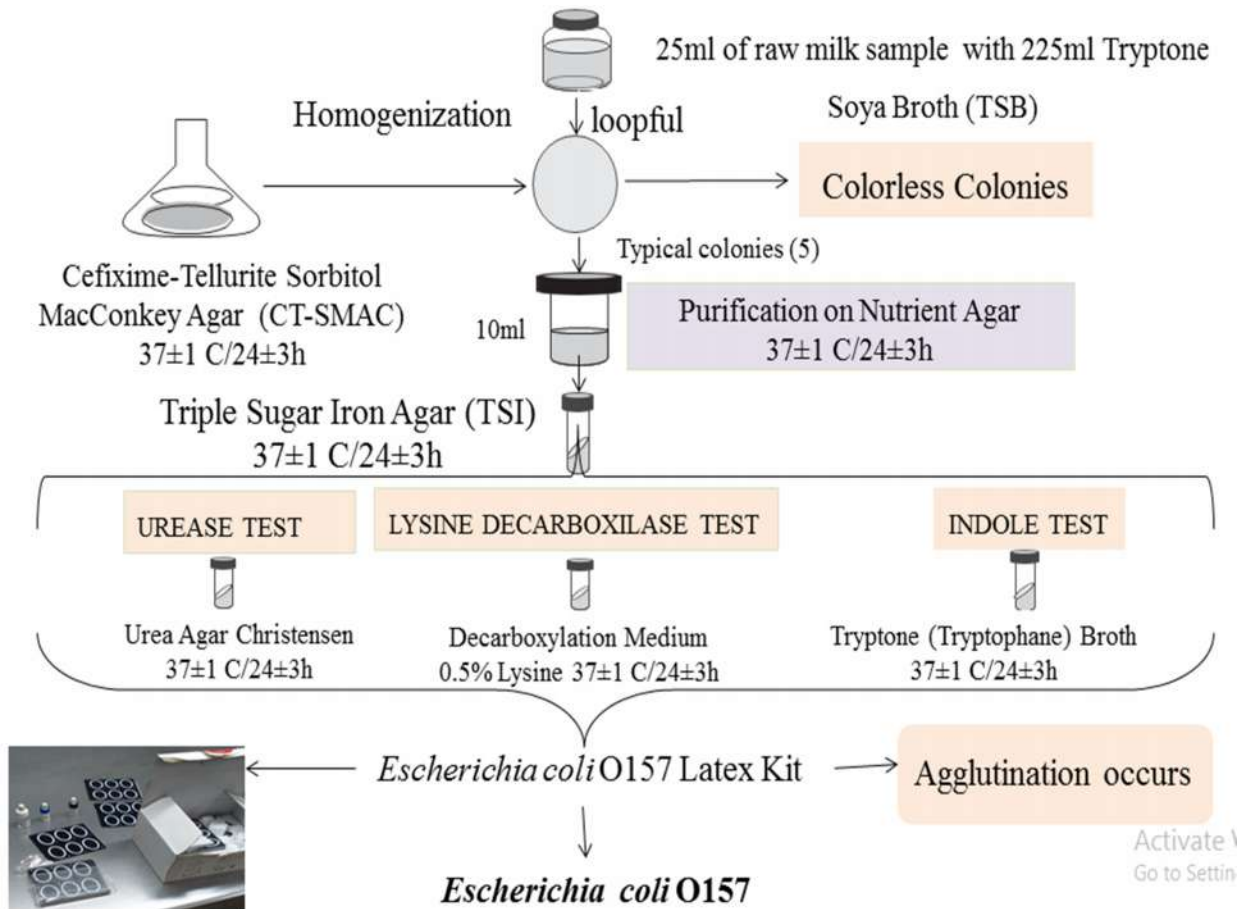 25ml of raw milk sample with 225ml Tryptone
Soya Broth (TSB)
Homogenization
loopful
Colorless Colonies
Cefixime-Tellurite Sorbitol
MacConkey Agar (CT-SMAC)
37±1 C/24±3h
Typical colonies (5)
10ml
Purification on Nutrient Agar
37±1 C/24±3h
Triple Sugar Iron Agar (TSI)
37±1 C/24±3h
UREASE TEST
LYSINE DECARBOXILASE TEST
INDOLE TEST
Urea Agar Christensen
37±1 C/24±3h
Decarboxylation Medium
0.5% Lysine 37±1 C/24±3h
Tryptone (Tryptophane) Broth
37±1 C/24±3h
Escherichia coli O157 Latex Kit
Agglutination occurs
Escherichia coli O157
Activate
Go to Settin